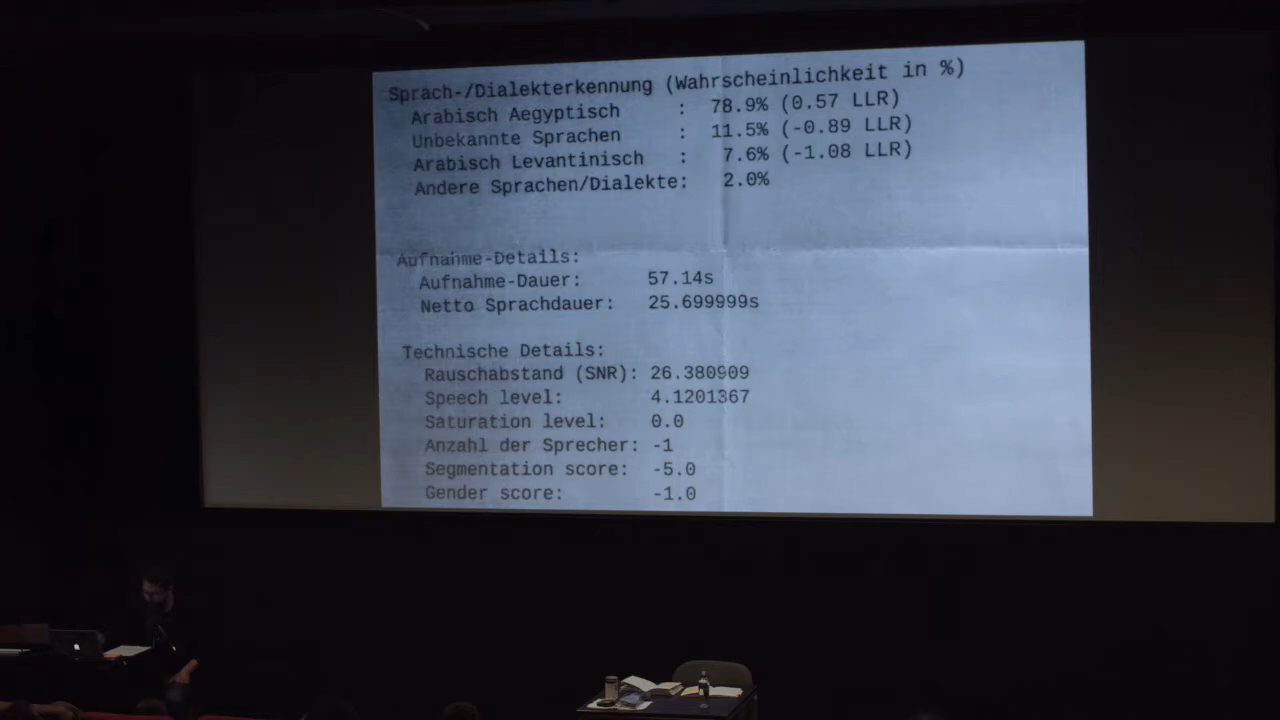 Sprach-/Dialekterkennung (Wahrscheinlichkeit in %)
Arabisch Aegyptisch : 78.9% (0.57 LLR)
Unbekannte Sprachen : 11.5% (-0.89 LLR)
Arabisch Levantinisch : 7.6% (-1.08 LLR)
Andere Sprachen/Dialekte: 2.0%
Aufnahme-Details:
Aufnahme-Dauer: 57.14s
Netto Sprachdauer: 25.699999s
Technische Details:
Rauschabstand (SNR): 26.380909
Speech level: 4.1201367
Saturation level: 0.0
Anzahl der Sprecher: -1
Segmentation score: -5.0
Gender score: -1.0